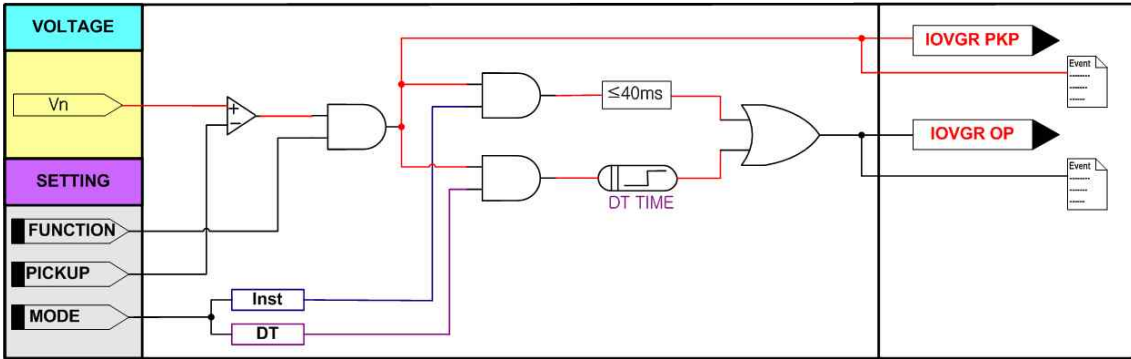 VOLTAGE
IOVGR PKP
Event
Vn
+
−
≤40ms
IOVGR OP
SETTING
Event
DT TIME
FUNCTION
PICKUP
MODE
Inst
DT